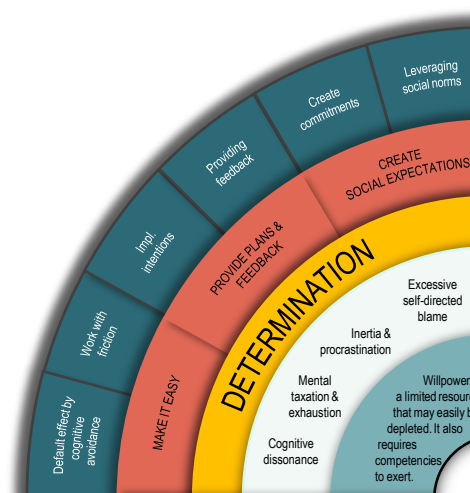 Leveraging
social norms
Create
commitments
Providing
feedback
Impl.
intentions
Work with
friction
Default effect by
cognitive
avoidance
CREATE
SOCIAL EXPECTATIONS
PROVIDE PLANS &
FEEDBACK
MAKE IT EASY
DETERMINATION
Excessive
self-directed
blame
Inertia &
procrastination
Mental
taxation &
exhaustion
Cognitive
dissonance
Willpower
a limited
that may easily
depleted. It also
requires
competencies
to exert.